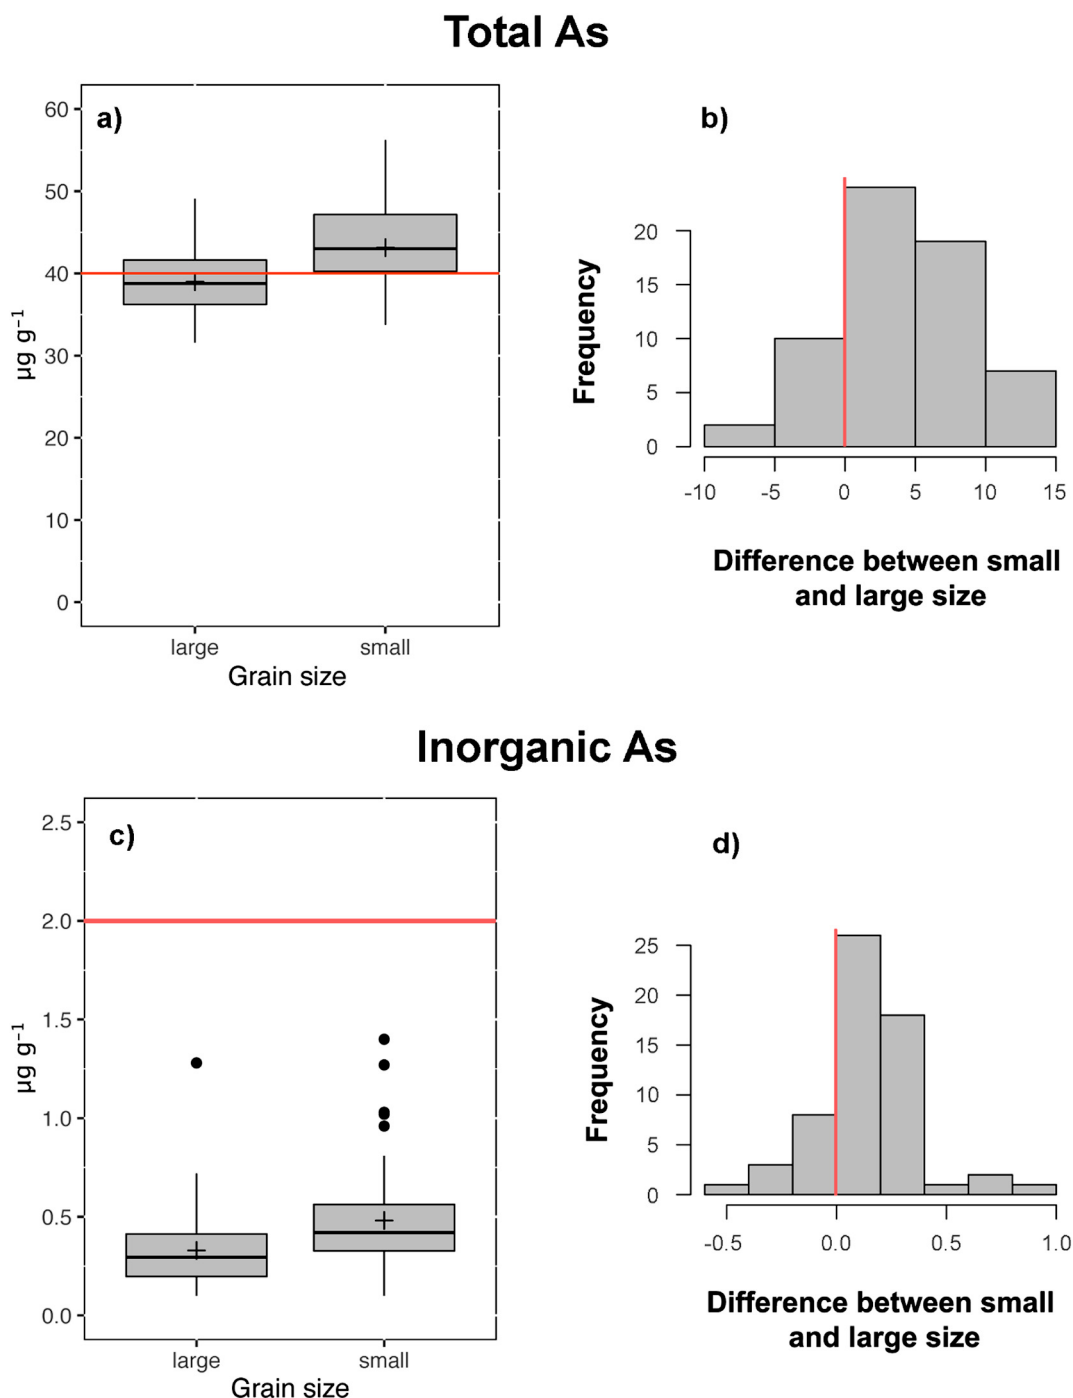 Total As
a)
60
50
40
30
20
10
0
µg g⁻¹
large small
Grain size
b)
20
15
10
5
0
Frequency
-10 -5 0 5 10 15
Difference between small
and large size
Inorganic As
c)
2.5
2.0
1.5
1.0
0.5
0.0
µg g⁻¹
large small
Grain size
d)
25
20
15
10
5
0
Frequency
-0.5 0.0 0.5 1.0
Difference between small
and large size